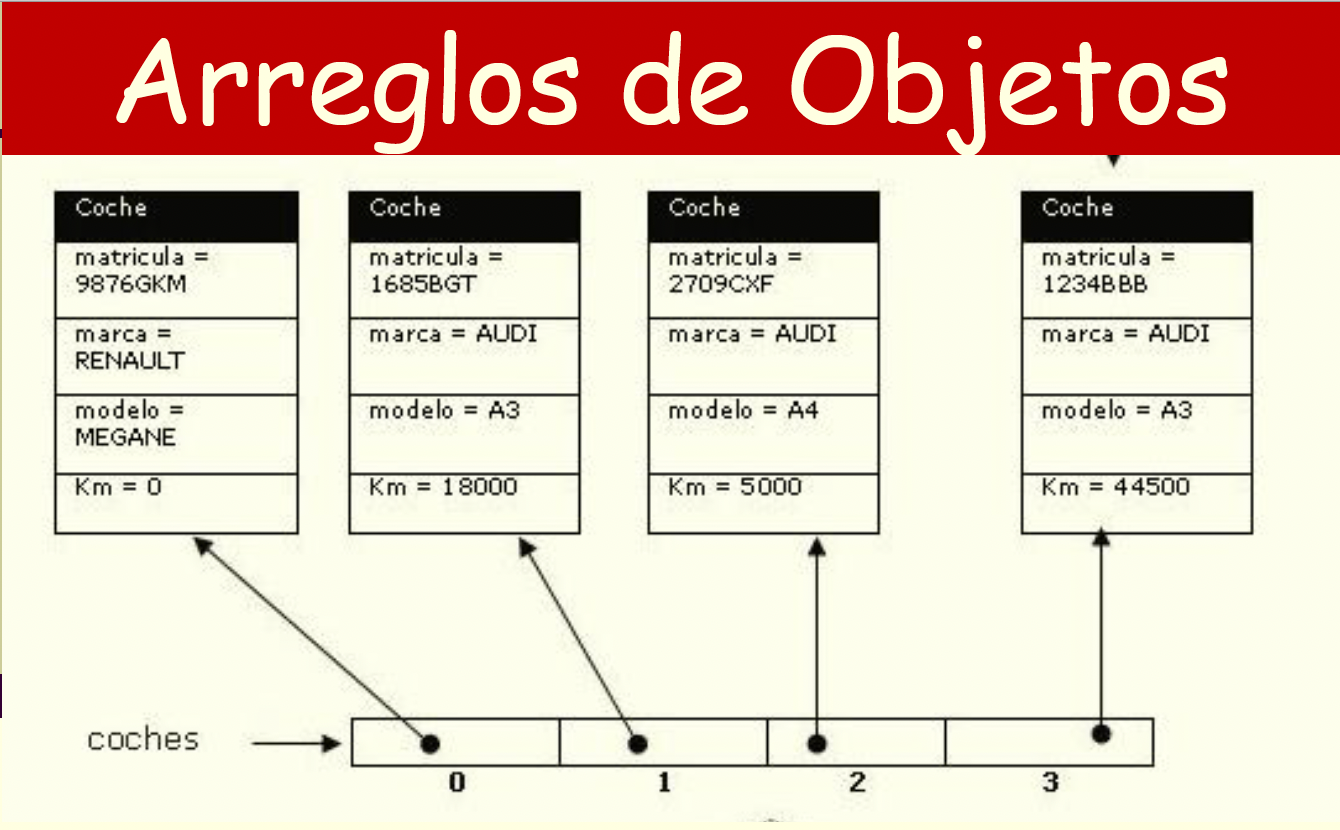 Arreglos de Objetos
Coche
matricula =
9876GKM
marca =
RENAULT
modelo =
MEGANE
Km = 0
Coche
matricula =
1685BGT
marca = AUDI
modelo = A3
Km = 18000
Coche
matricula =
2709CXF
marca = AUDI
modelo = A4
Km = 5000
Coche
matricula =
1234BBB
marca = AUDI
modelo = A3
Km = 44500
coches
0
1
2
3